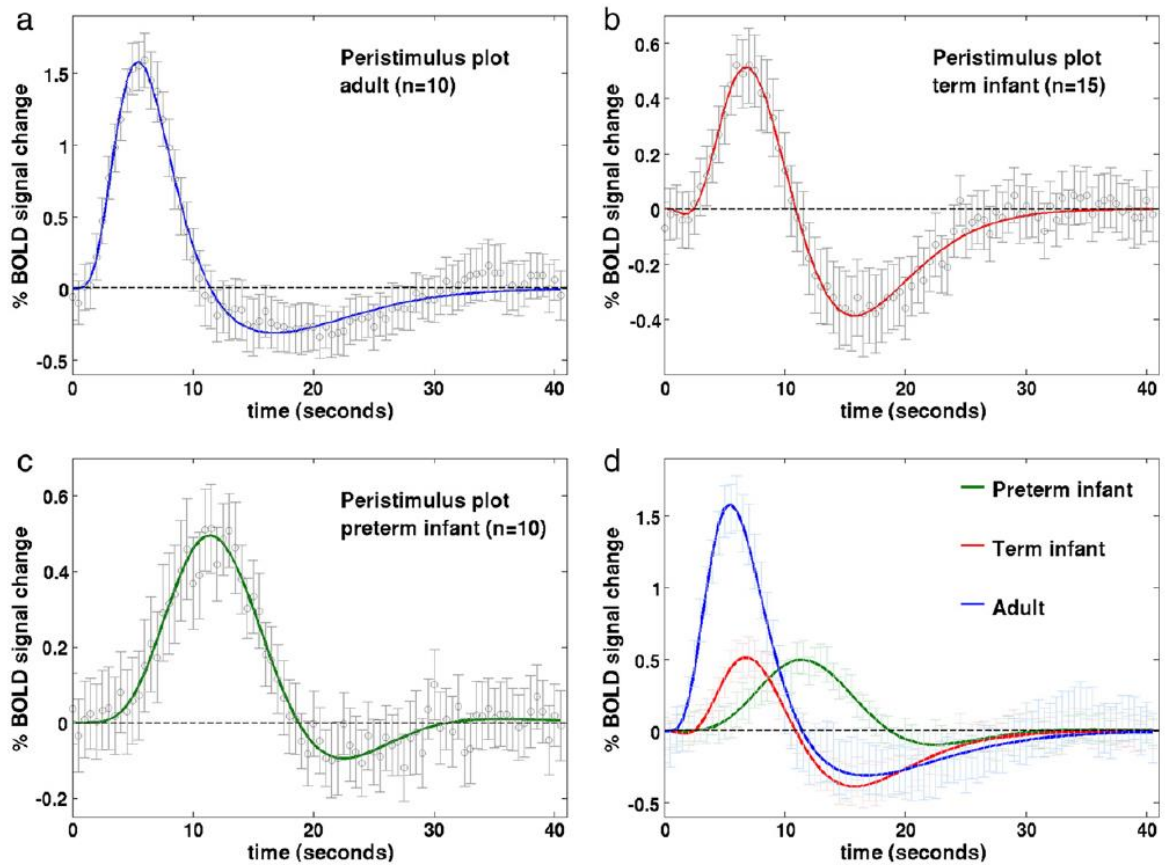 a
Peristimulus plot
adult (n=10)
% BOLD signal change
1.5
1
0.5
0
-0.5
0
10
20
30
40
time (seconds)
b
Peristimulus plot
term infant (n=15)
% BOLD signal change
0.6
0.4
0.2
0
-0.2
-0.4
0
10
20
30
40
time (seconds)
c
Peristimulus plot
preterm infant (n=10)
% BOLD signal change
0.6
0.4
0.2
0
-0.2
0
10
20
30
40
time (seconds)
d
Preterm infant
Term infant
Adult
% BOLD signal change
1.5
1
0.5
0
-0.5
0
10
20
30
40
time (seconds)